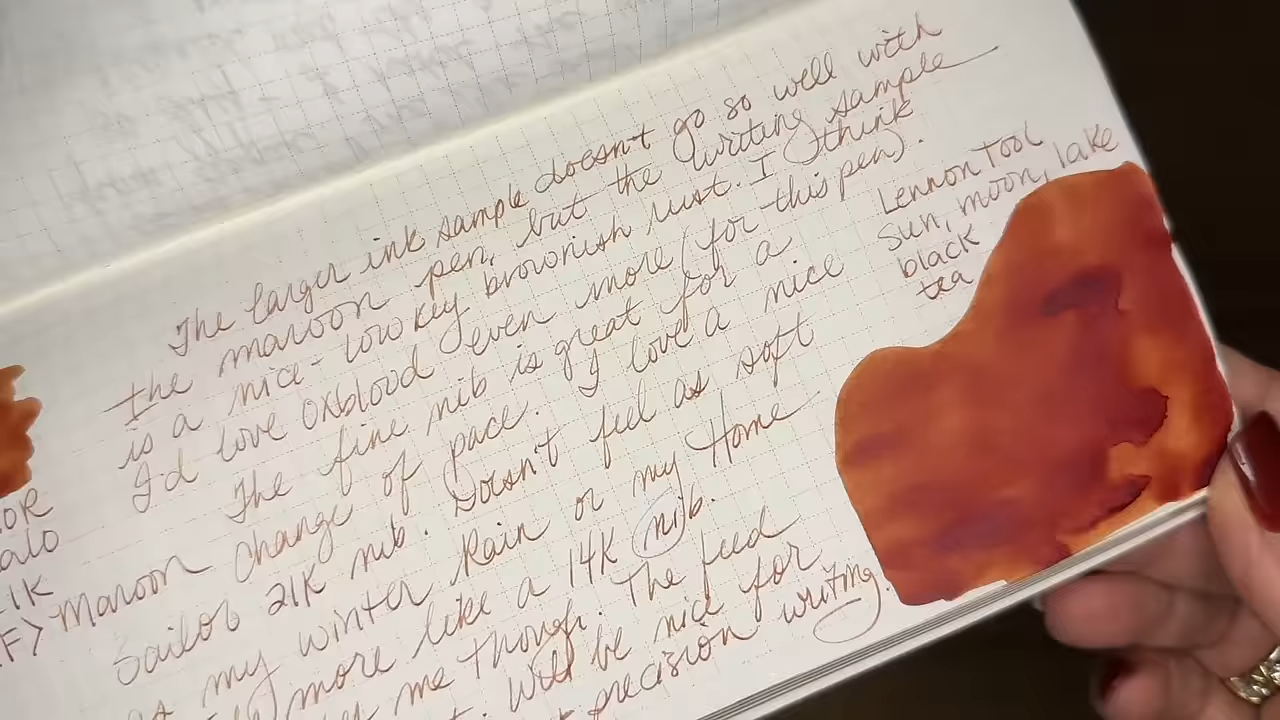 The larger ink sample doesn't go so well with
the maroon pen, but the writing sample
is a nice - low key brownish rust. I think
I'd love oxblood even more (for this pen).
The fine nib is great for a
change of pace. I love a nice
Sailor 21K nib. Doesn't feel as soft
as my winter Rain or my Home
more like a 14K nib.
me though. The feed
will be nice for
precision writing.
Lennon Tool
sun, moon, lake
black
tea
1K
F> Maroon